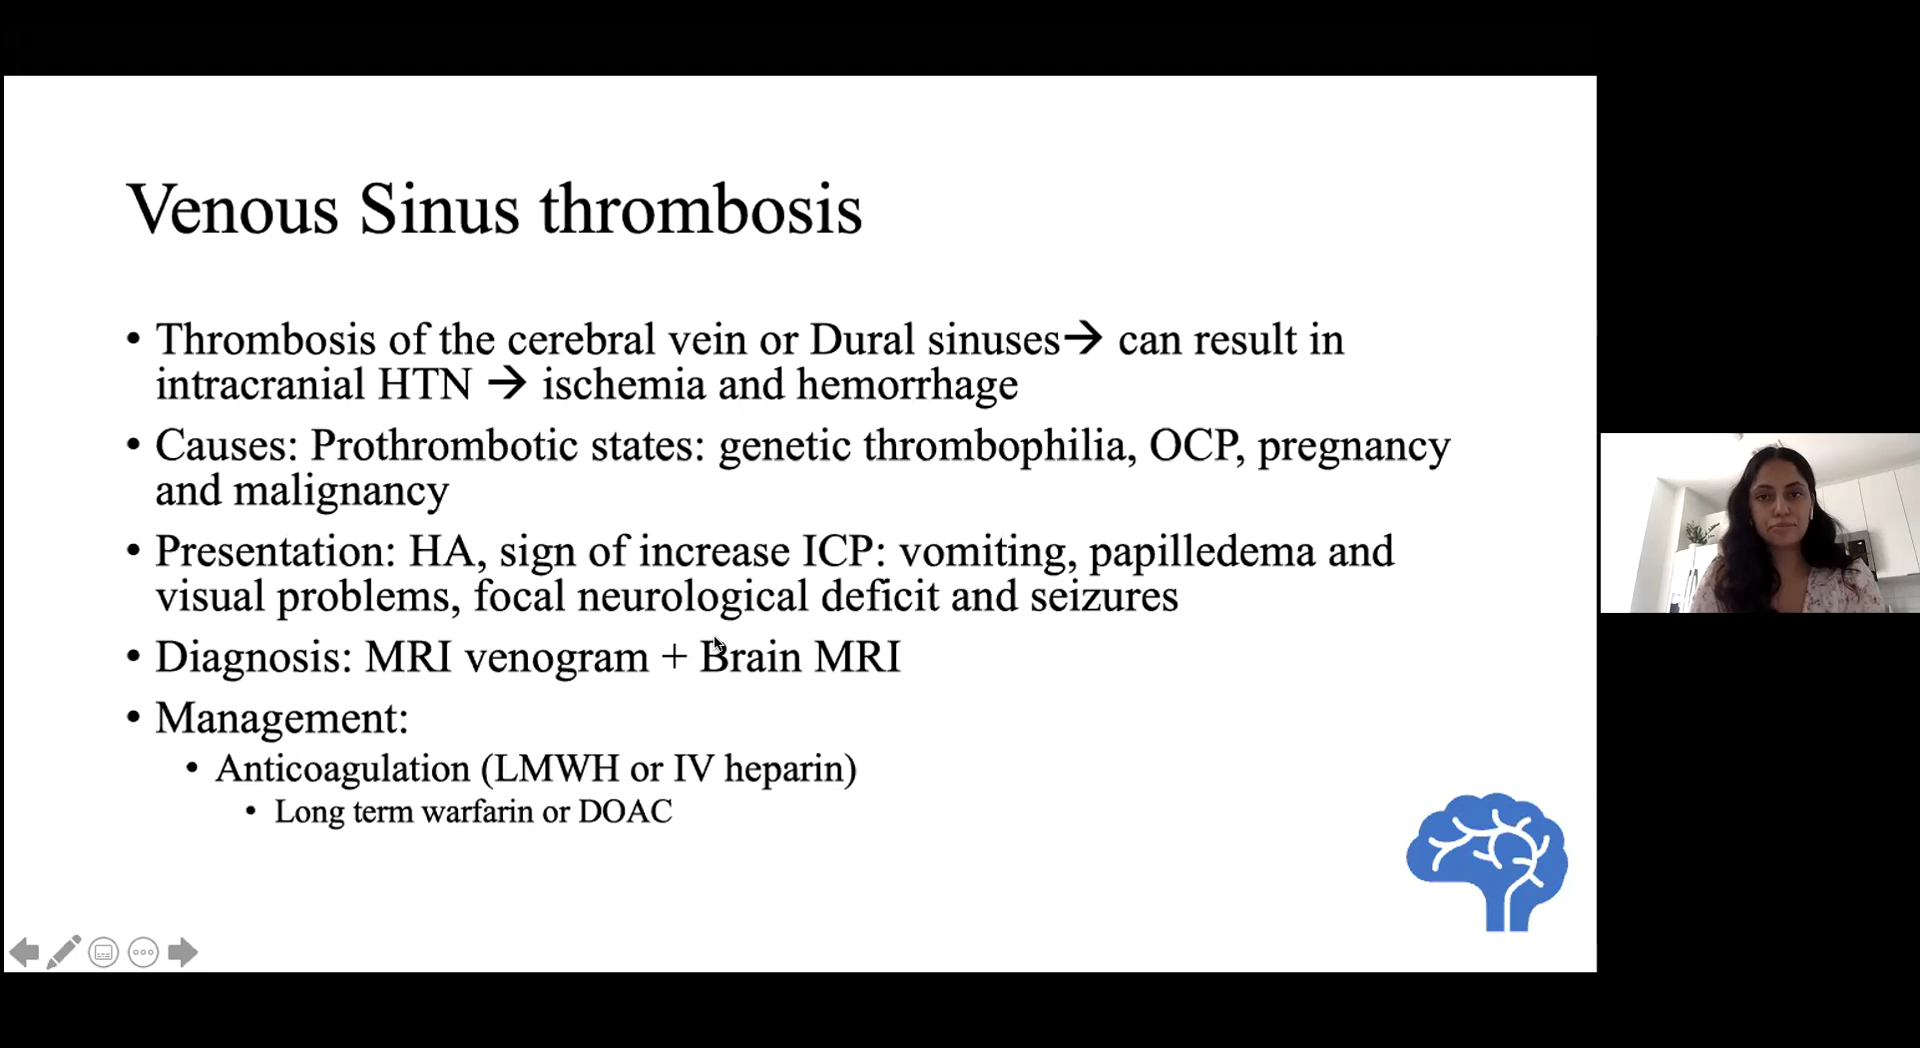 Venous Sinus thrombosis
• Thrombosis of the cerebral vein or Dural sinuses→ can result in
intracranial HTN → ischemia and hemorrhage
• Causes: Prothrombotic states: genetic thrombophilia, OCP, pregnancy
and malignancy
• Presentation: HA, sign of increase ICP: vomiting, papilledema and
visual problems, focal neurological deficit and seizures
• Diagnosis: MRI venogram + Brain MRI
• Management:
• Anticoagulation (LMWH or IV heparin)
• Long term warfarin or DOAC